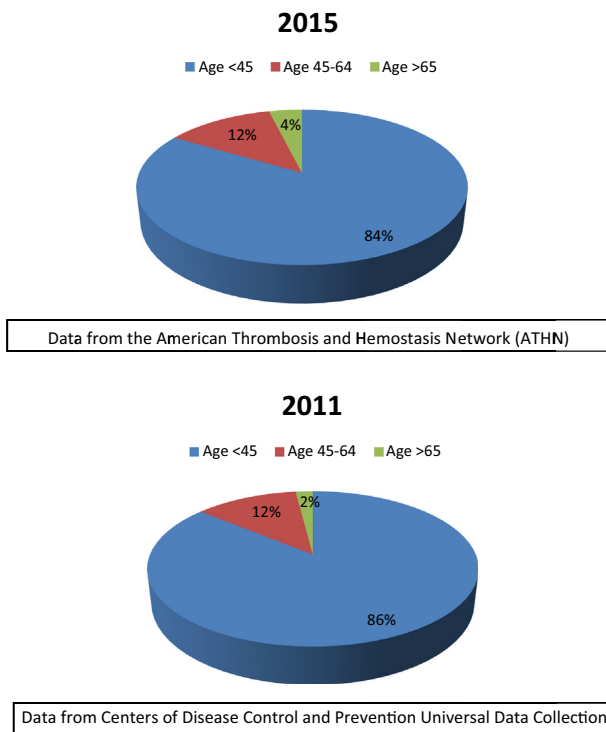 2015
Age <45 Age 45-64 Age >65
4%
12%
84%
Data from the American Thrombosis and Hemostasis Network (ATHN)
2011
Age <45 Age 45-64 Age >65
2%
12%
86%
Data from Centers of Disease Control and Prevention Universal Data Collection